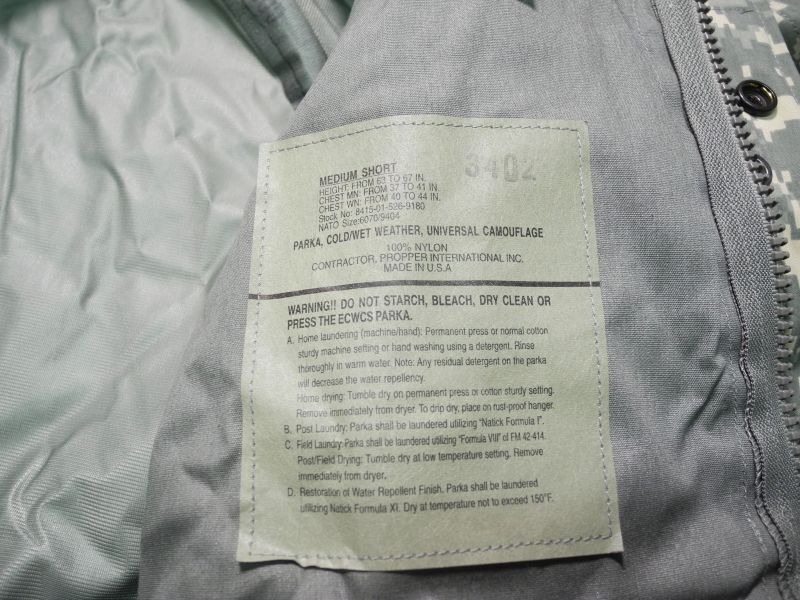 MEDIUM SHORT
3402
HEIGHT: FROM 63 TO 67 IN.
CHEST MN: FROM 37 TO 41 IN.
CHEST WN: FROM 40 TO 44 IN.
Stock No: 8415-01-526-9180
NATO Size:6070/9404
PARKA, COLD/WET WEATHER, UNIVERSAL CAMOUFLAGE
100% NYLON
CONTRACTOR, PROPPER INTERNATIONAL INC.
MADE IN U.S.A
WARNING!! DO NOT STARCH, BLEACH, DRY CLEAN OR
PRESS THE ECWCS PARKA.
A. Home laundering (machine/hand): Permanent press or normal cotton
sturdy machine setting or hand washing using a detergent. Rinse
thoroughly in warm water. Note: Any residual detergent on the parka
will decrease the water repellency.
Home drying: Tumble dry on permanent press or cotton sturdy setting.
Remove immediately from dryer. To drip dry, place on rust-proof hanger.
B. Post Laundry: Parka shall be laundered utilizing "Natick Formula I".
C. Field Laundry: Parka shall be laundered utilizing "Formula VIII" of FM 42-414.
Post/Field Drying: Tumble dry at low temperature setting. Remove
immediately from dryer.
D. Restoration of Water Repellent Finish. Parka shall be laundered
utilizing Natick Formula XI. Dry at temperature not to exceed 150°F.